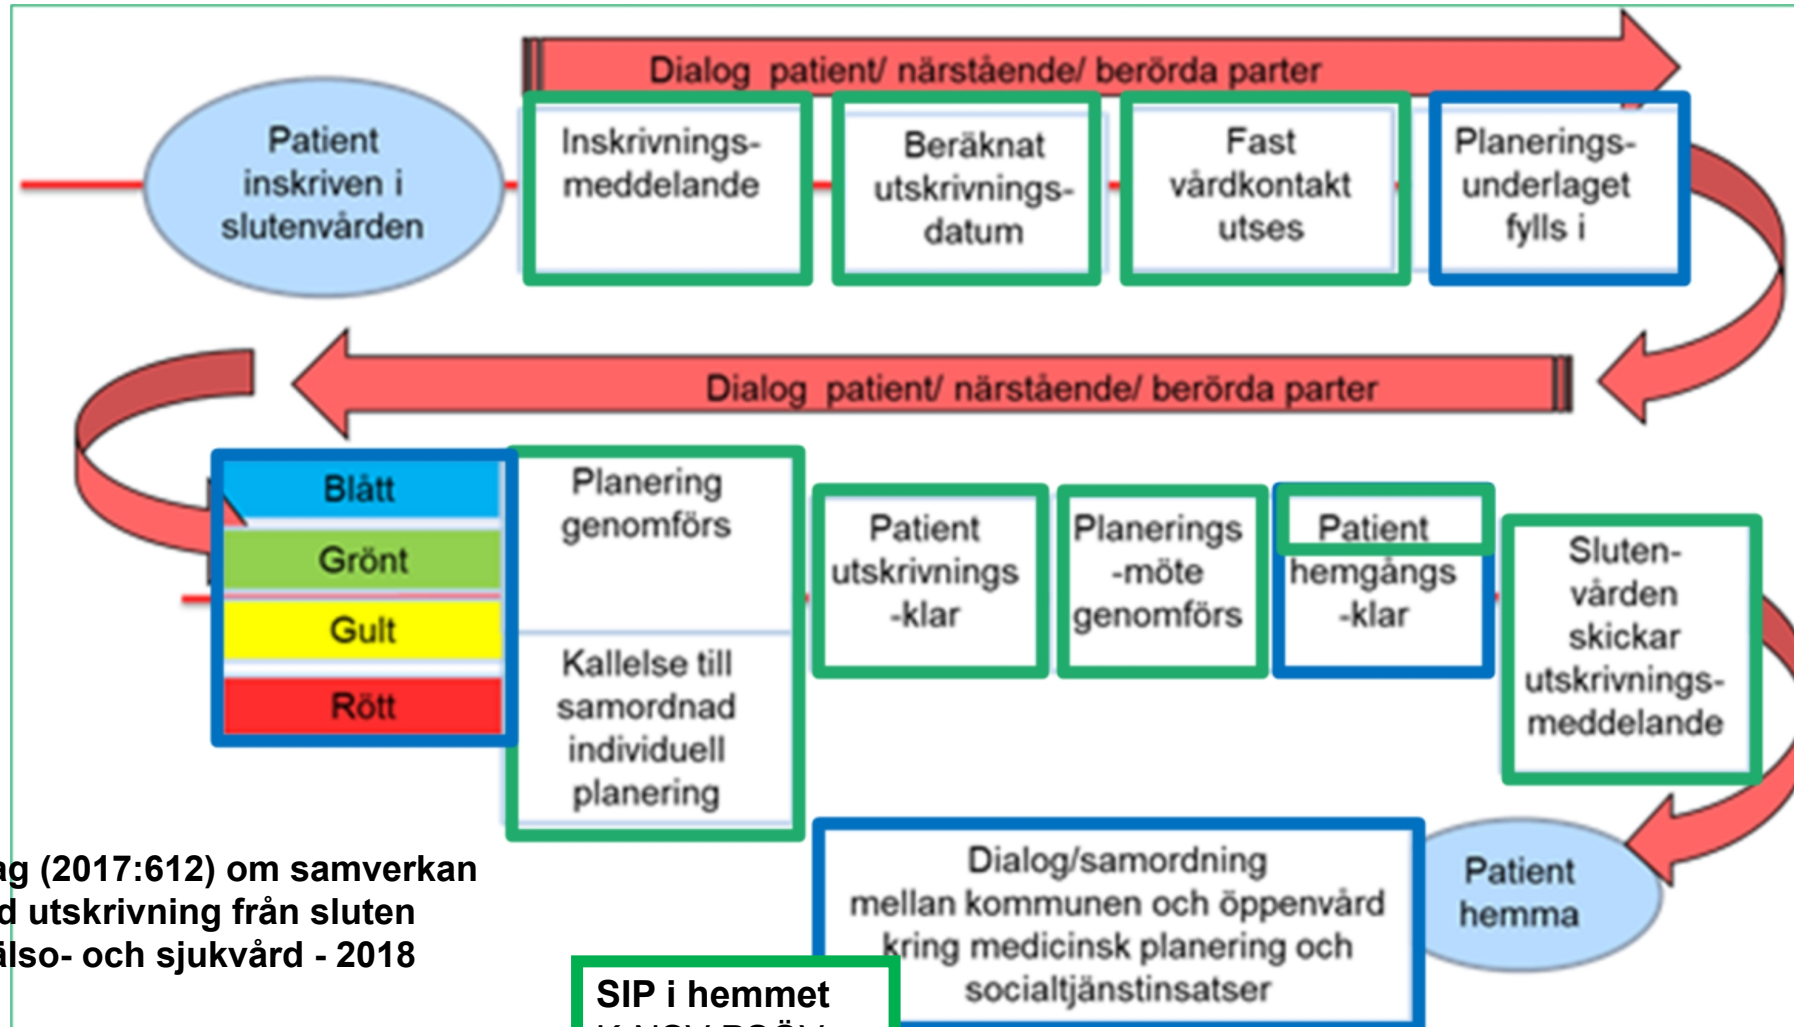 Dialog patient/ närstående/ berörda parter
Patient
inskriven i
slutenvården
Inskrivnings-
meddelande
Beräknat
utskrivnings-
datum
Fast
vårdkontakt
utses
Planerings-
underlaget
fylls i
Dialog patient/ närstående/ berörda parter
Blått
Grönt
Gult
Rött
Planering
genomförs
Kallelse till
samordnad
individuell
planering
Patient
utskrivnings
-klar
Planerings
-möte
genomförs
Patient
hemgångs
-klar
Sluten-
vården
skickar
utskrivnings-
meddelande
ag (2017:612) om samverkan
d utskrivning från sluten
älso- och sjukvård - 2018
Dialog/samordning
mellan kommunen och öppenvård
kring medicinsk planering och
socialtjänstinsatser
Patient
hemma
SIP i hemmet